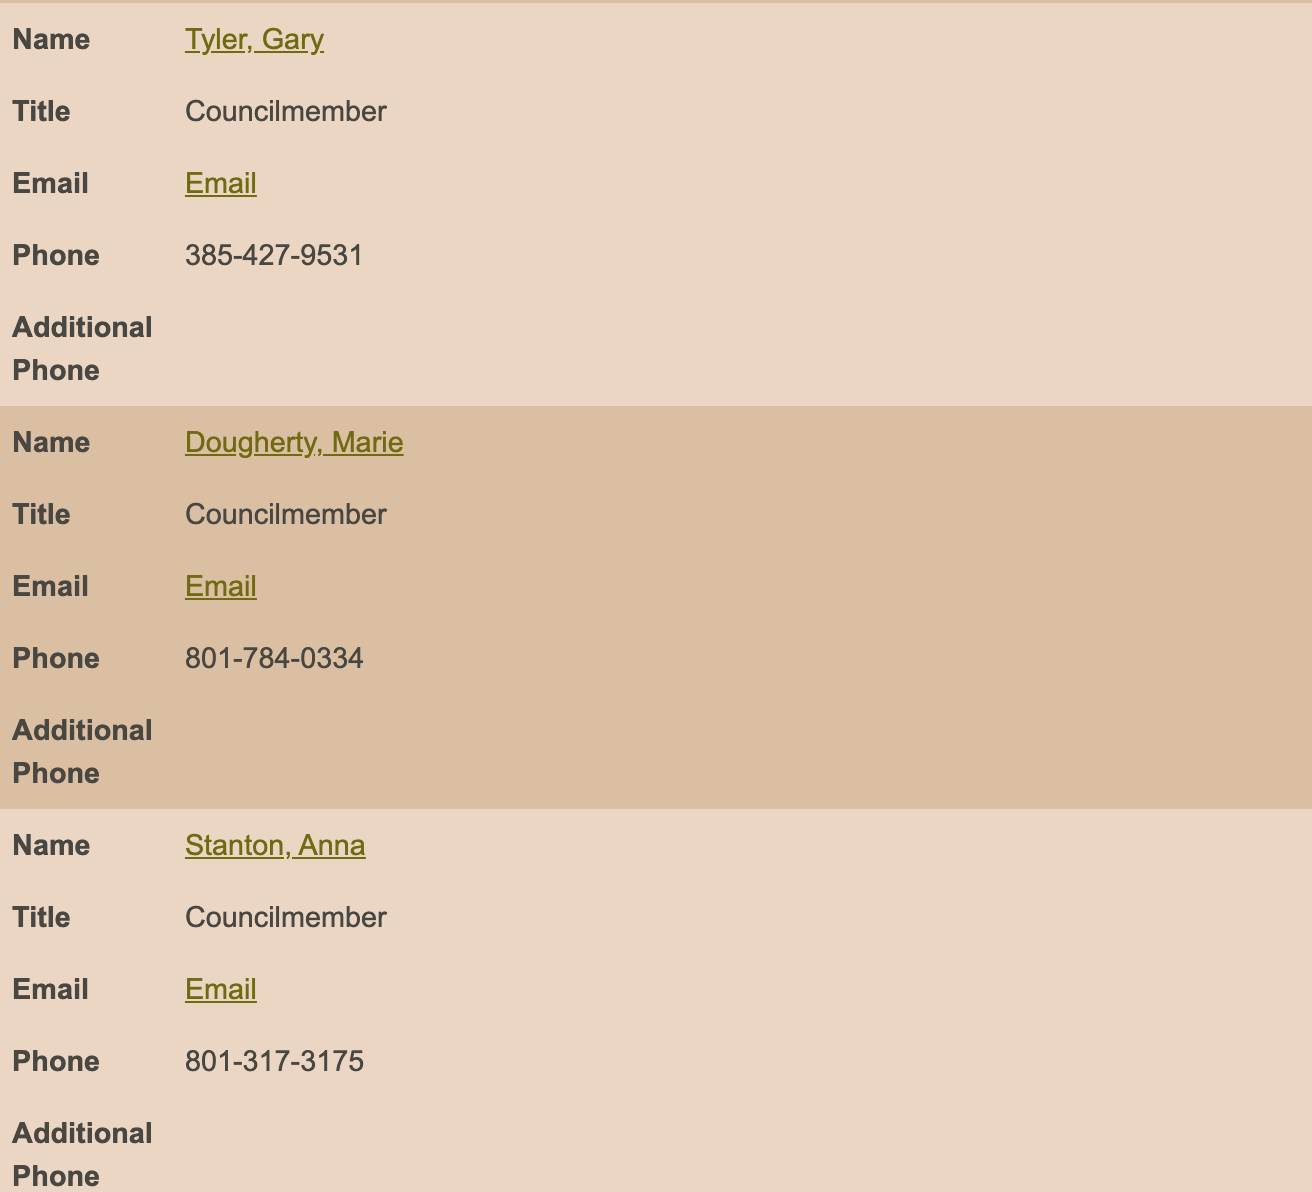 Name Tyler, Gary
Title Councilmember
Email Email
Phone 385-427-9531
Additional
Phone
Name Dougherty, Marie
Title Councilmember
Email Email
Phone 801-784-0334
Additional
Phone
Name Stanton, Anna
Title Councilmember
Email Email
Phone 801-317-3175
Additional
Phone